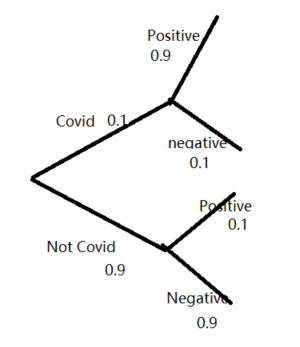 Positive
0.9
Covid 0.1
negative
0.1
Positive
0.1
Not Covid
0.9
Negative
0.9